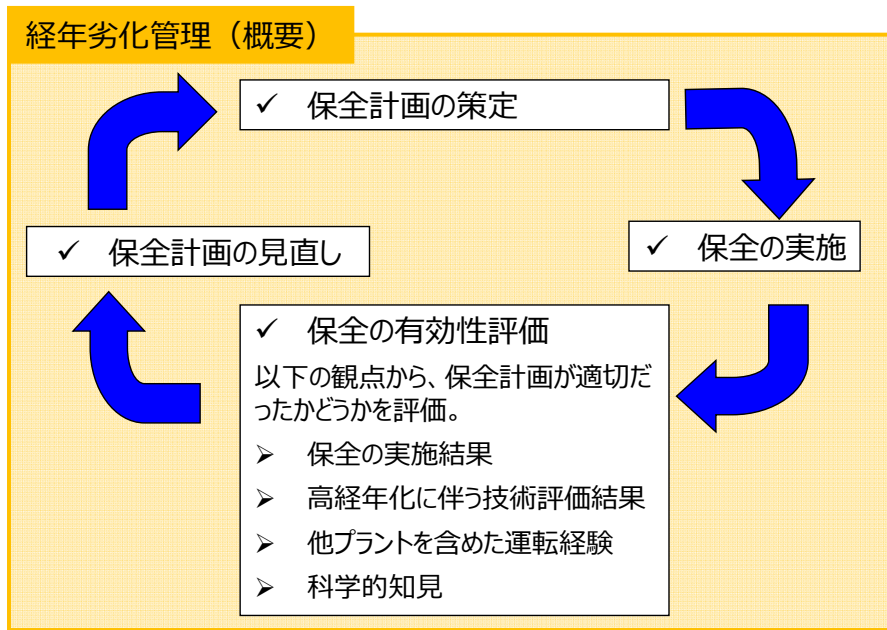 経年劣化管理（概要）
✓ 保全計画の策定
✓ 保全の実施
✓ 保全の有効性評価
以下の観点から、保全計画が適切だ
ったかどうかを評価。
➢ 保全の実施結果
➢ 高経年化に伴う技術評価結果
➢ 他プラントを含めた運転経験
➢ 科学的知見
✓ 保全計画の見直し